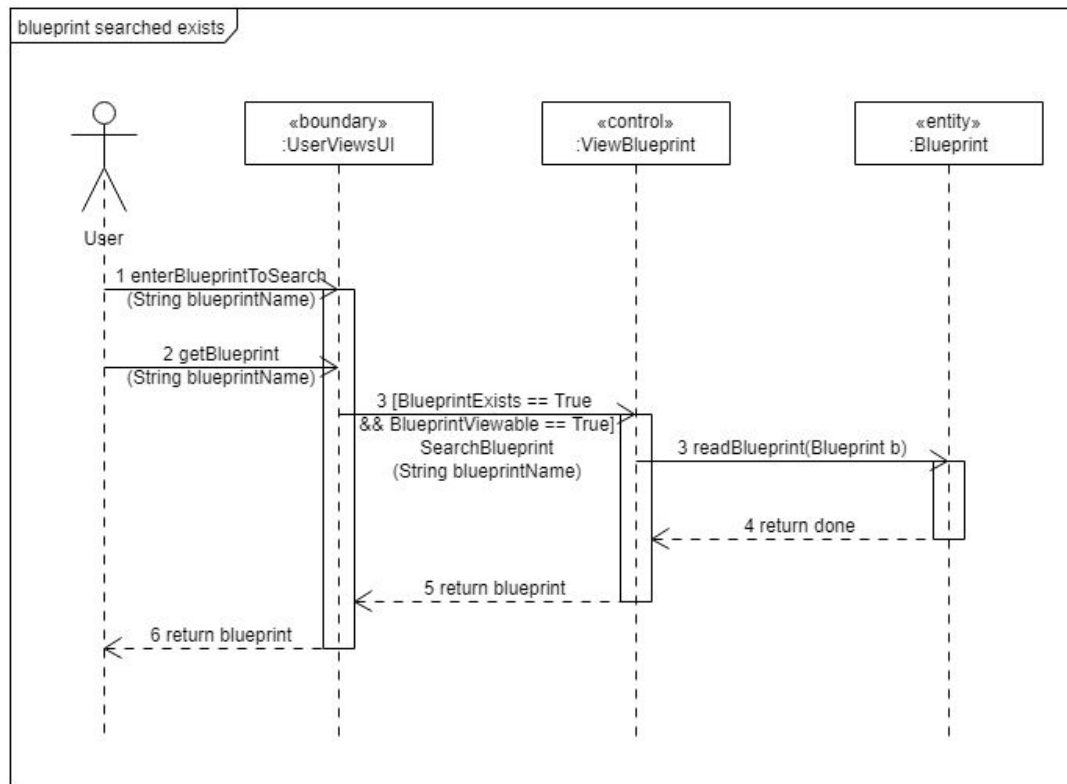 blueprint searched exists
«boundary»
:UserViewsUI
«control»
:ViewBlueprint
«entity»
:Blueprint
User
1 enterBlueprintToSearch
(String blueprintName)
2 getBlueprint
(String blueprintName)
3 [BlueprintExists == True
&& BlueprintViewable == True]
SearchBlueprint
(String blueprintName)
3 readBlueprint(Blueprint b)
4 return done
5 return blueprint
6 return blueprint